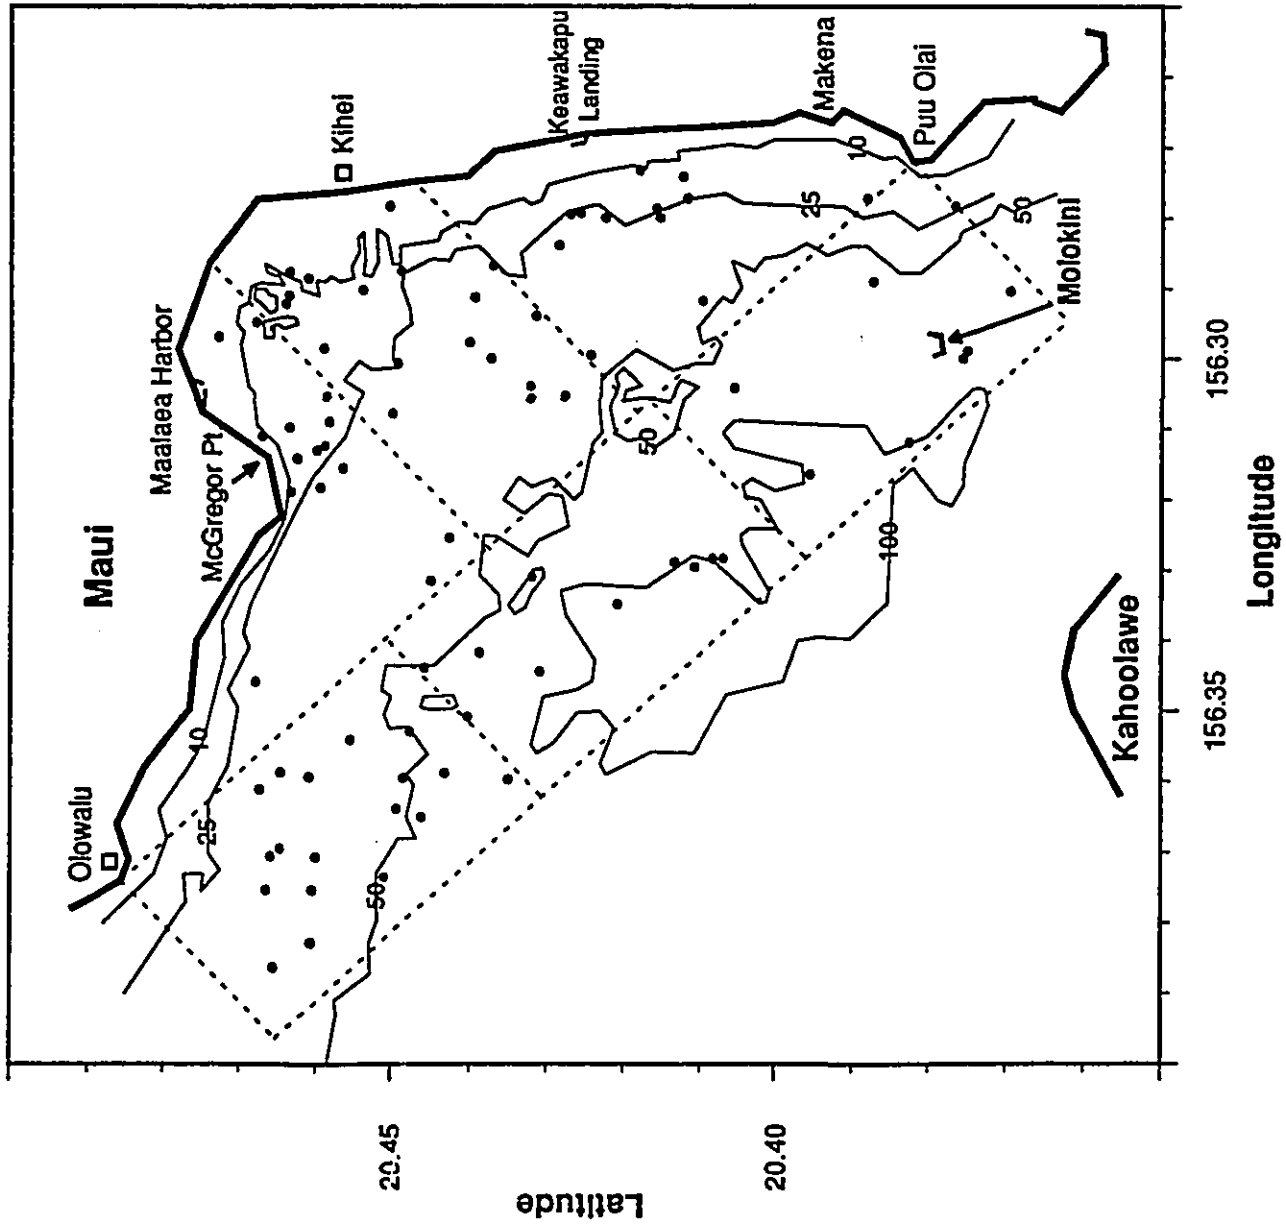 Maui
Olowalu
McGregor Pt.
Maalaea Harbor
Kihei
Keawakapu
Landing
Makena
Puu Olai
Molokini
Kahoolawe
10
25
50
50
100
10
25
50
Latitude
20.45
20.40
Longitude
156.35
156.30